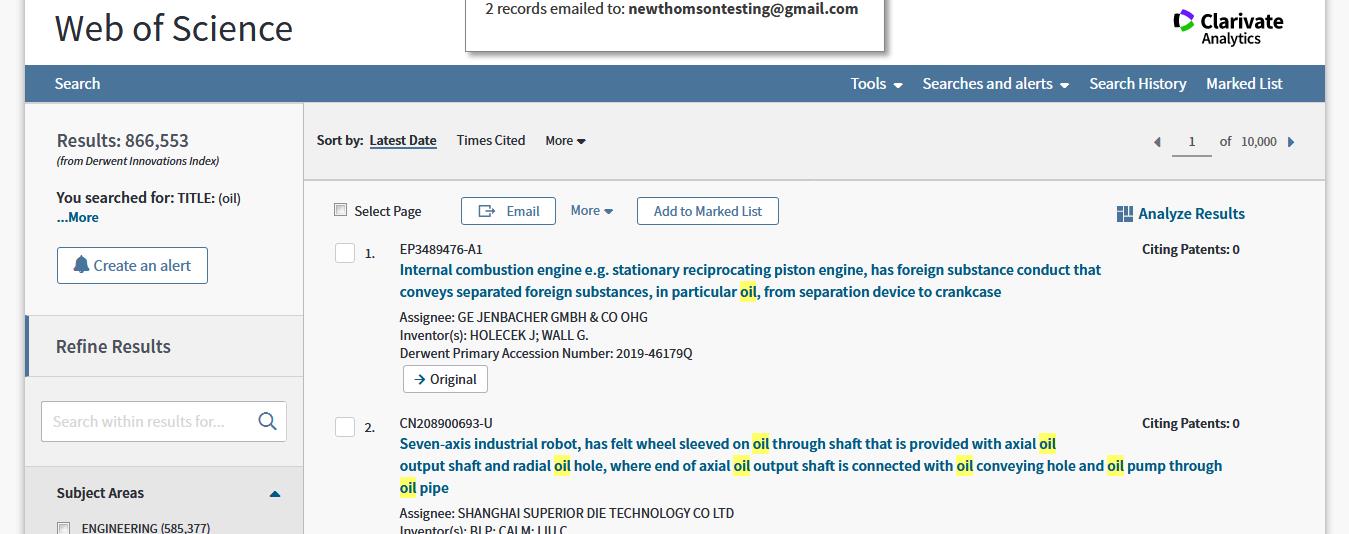 2 records emailed to: newthomsontesting@gmail.com
Web of Science
Clarivate
Analytics
Search
Tools
Searches and alerts
Search History
Marked List
Results: 866,553
(from Derwent Innovations Index)
You searched for: TITLE: (oil)
...More
Create an alert
Refine Results
Search within results for...
Subject Areas
ENGINEERING (585,377)
Sort by: Latest Date Times Cited More
1 of 10,000
Select Page Email More Add to Marked List
Analyze Results
1. EP3489476-A1
Citing Patents: 0
Internal combustion engine e.g. stationary reciprocating piston engine, has foreign substance conduct that
conveys separated foreign substances, in particular oil, from separation device to crankcase
Assignee: GE JENBACHER GMBH & CO OHG
Inventor(s): HOLECEK J; WALL G.
Derwent Primary Accession Number: 2019-46179Q
Original
2. CN208900693-U
Citing Patents: 0
Seven-axis industrial robot, has felt wheel sleeved on oil through shaft that is provided with axial oil
output shaft and radial oil hole, where end of axial oil output shaft is connected with oil conveying hole and oil pump through
oil pipe
Assignee: SHANGHAI SUPERIOR DIE TECHNOLOGY CO LTD
Inventor(s): BI P; CAI M; LIU C